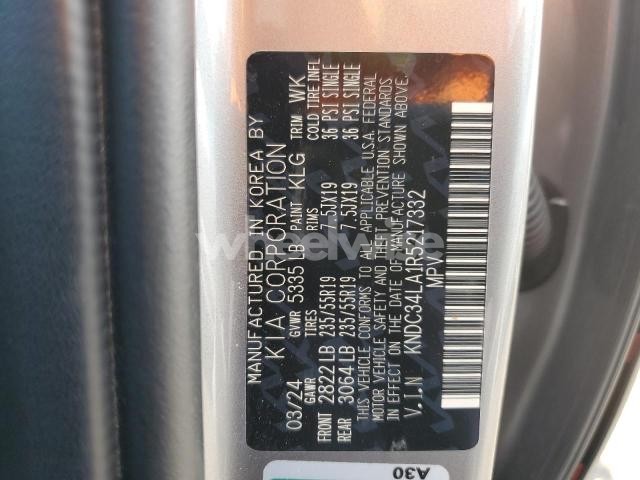 MANUFACTURED IN KOREA BY
KIA CORPORATION
03/24 GVWR 5335 LB PAINT KLG TRIM WK
GAWR TIRES RIMS COLD TIRE INFL
FRONT 2822 LB 235/55R19 7.5JX19 36 PSI SINGLE
REAR 3064 LB 235/55R19 7.5JX19 36 PSI SINGLE
THIS VEHICLE CONFORMS TO ALL APPLICABLE U.S.A. FEDERAL
MOTOR VEHICLE SAFETY AND THEFT PREVENTION STANDARDS
IN EFFECT ON THE DATE OF MANUFACTURE SHOWN ABOVE.
V.I.N KNDC34LA1R5217332
MPV
A30
wheelwise